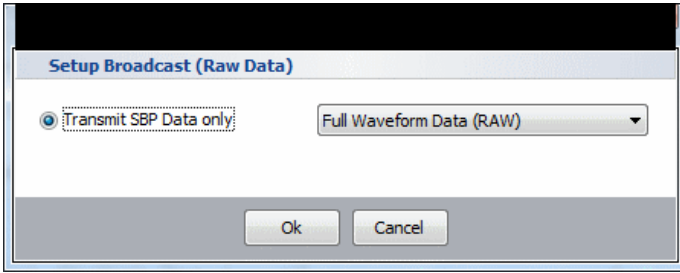 Setup Broadcast (Raw Data)
Transmit SBP Data only Full Waveform Data (RAW)
Ok Cancel